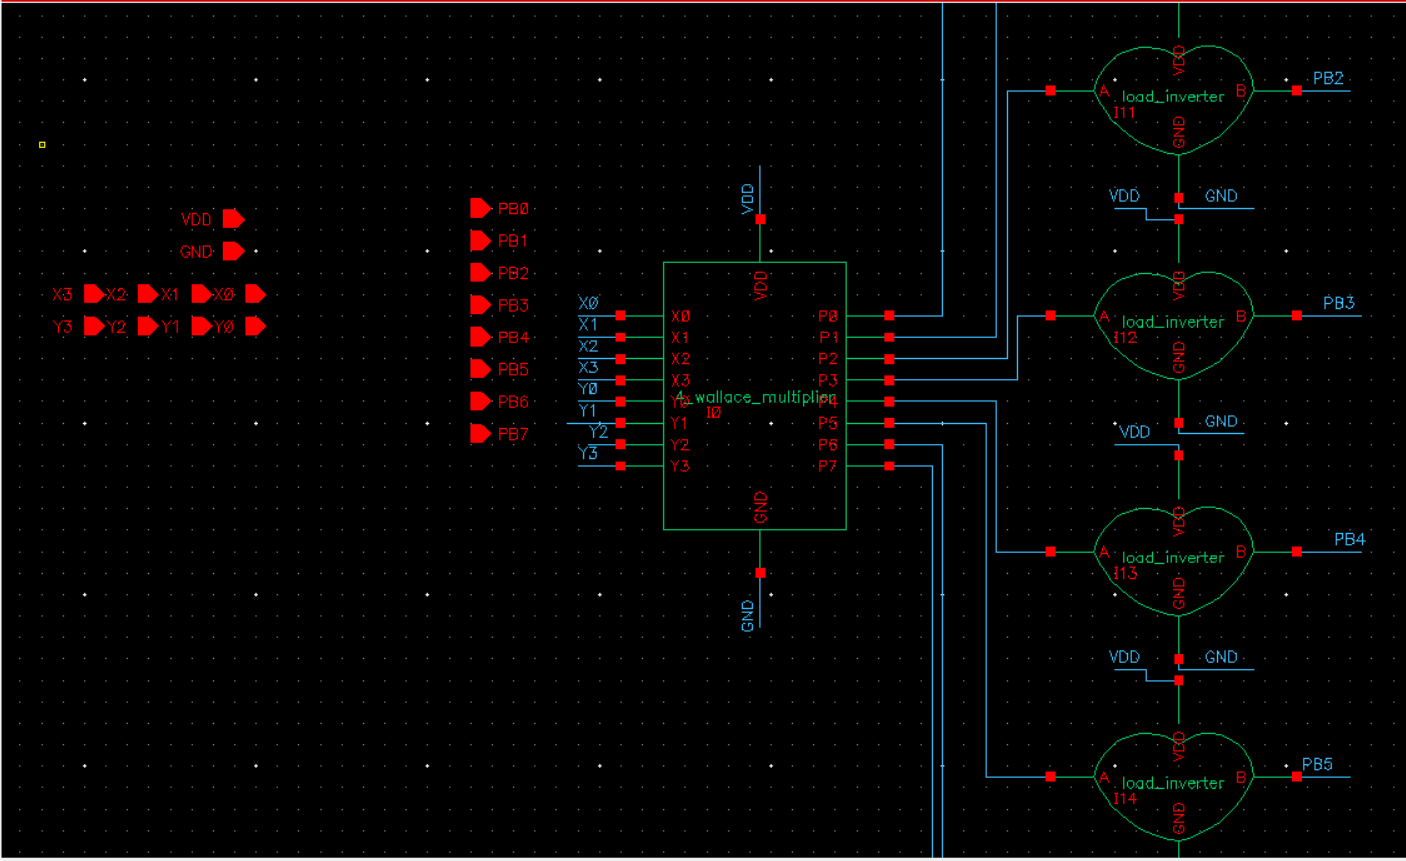 VDD
GND
X3 X2 X1 X0
Y3 Y2 Y1 Y0
PB0
PB1
PB2
PB3
PB4
PB5
PB6
PB7
X0
X1
X2
X3
Y0
Y1
Y2
Y3
VDD
VDD
X0
X1
X2
X3
Y0
Y1
Y2
Y3
4_wallace_multiplier
I0
P0
P1
P2
P3
P4
P5
P6
P7
GND
GND
VDD
A load_inverter B
I11
GND
PB2
VDD GND
VDD
A load_inverter B
I12
GND
PB3
VDD GND
VDD
A load_inverter B
I13
GND
PB4
VDD GND
VDD
A load_inverter B
I14
GND
PB5